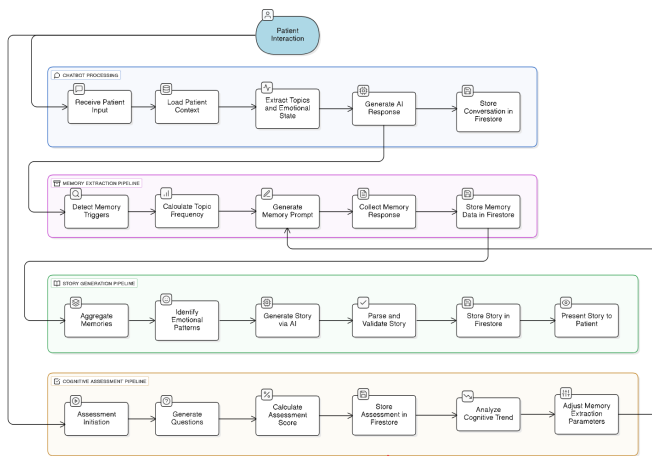 Patient
Interaction
CHATBOT PROCESSING
Receive Patient
Input
Load Patient
Context
Extract Topics
and Emotional
State
Generate AI
Response
Store
Conversation in
Firestore
MEMORY EXTRACTION PIPELINE
Detect Memory
Triggers
Calculate Topic
Frequency
Generate
Memory Prompt
Collect Memory
Response
Store Memory
Data in Firestore
STORY GENERATION PIPELINE
Aggregate
Memories
Identify
Emotional
Patterns
Generate Story
via AI
Parse and
Validate Story
Store Story in
Firestore
Present Story to
Patient
COGNITIVE ASSESSMENT PIPELINE
Assessment
Initiation
Generate
Questions
Calculate
Assessment
Score
Store
Assessment in
Firestore
Analyze
Cognitive Trend
Adjust Memory
Extraction
Parameters